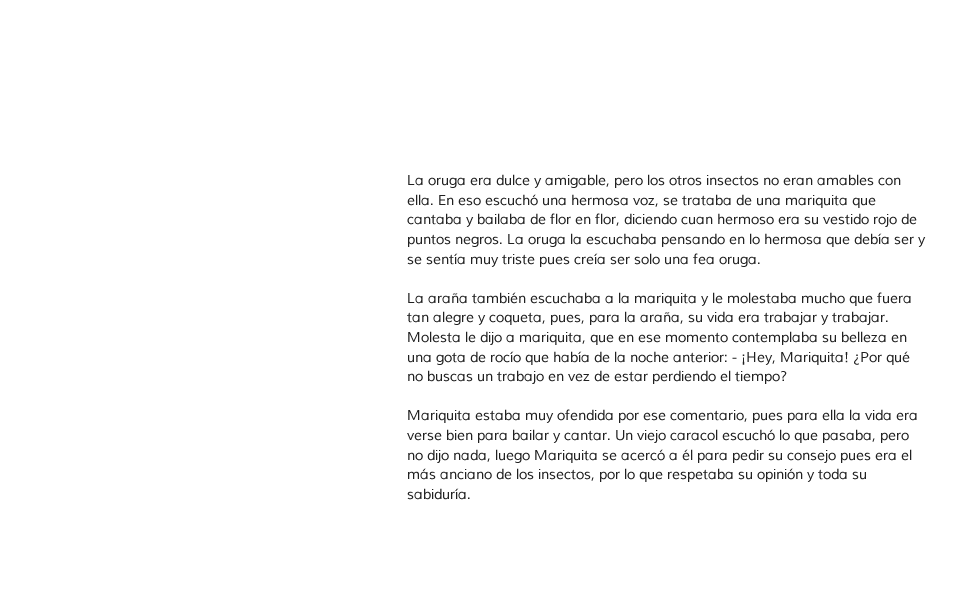 La oruga era dulce y amigable, pero los otros insectos no eran amables con
ella. En eso escuchó una hermosa voz, se trataba de una mariquita que
cantaba y bailaba de flor en flor, diciendo cuan hermoso era su vestido rojo de
puntos negros. La oruga la escuchaba pensando en lo hermosa que debía ser y
se sentía muy triste pues creía ser solo una fea oruga.

La araña también escuchaba a la mariquita y le molestaba mucho que fuera
tan alegre y coqueta, pues, para la araña, su vida era trabajar y trabajar.
Molesta le dijo a mariquita, que en ese momento contemplaba su belleza en
una gota de rocío que había de la noche anterior: - ¡Hey, Mariquita! ¿Por qué
no buscas un trabajo en vez de estar perdiendo el tiempo?

Mariquita estaba muy ofendida por ese comentario, pues para ella la vida era
verse bien para bailar y cantar. Un viejo caracol escuchó lo que pasaba, pero
no dijo nada, luego Mariquita se acercó a él para pedir su consejo pues era el
más anciano de los insectos, por lo que respetaba su opinión y toda su
sabiduría.